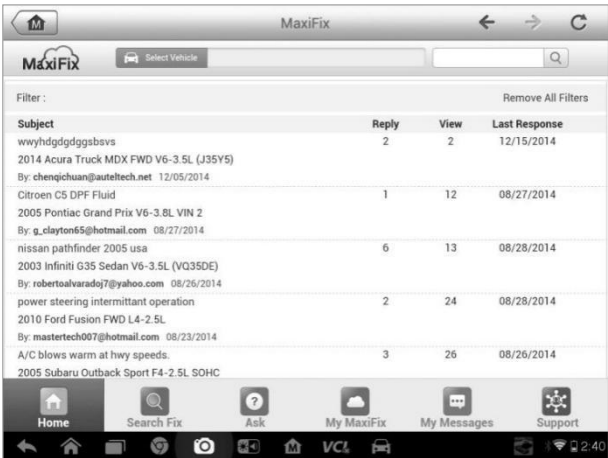 MaxiFix
MaxiFix Select Vehicle
Filter : Remove All Filters
Subject Reply View Last Response
wwyhdgdgdggsbsvs 2 2 12/15/2014
2014 Acura Truck MDX FWD V6-3.5L (J35Y5)
By: chenqichuan@auteltech.net 12/05/2014
Citroen C5 DPF Fluid 1 12 08/27/2014
2005 Pontiac Grand Prix V6-3.8L VIN 2
By: g_clayton65@hotmail.com 08/27/2014
nissan pathfinder 2005 usa 6 13 08/28/2014
2003 Infiniti G35 Sedan V6-3.5L (VQ35DE)
By: robertoalvaradoj7@yahoo.com 08/26/2014
power steering intermittant operation 2 24 08/28/2014
2010 Ford Fusion FWD L4-2.5L
By: mastertech007@hotmail.com 08/23/2014
A/C blows warm at hwy speeds. 3 26 08/26/2014
2005 Subaru Outback Sport F4-2.5L SOHC
Home Search Fix Ask My MaxiFix My Messages Support
M VCI 2:40